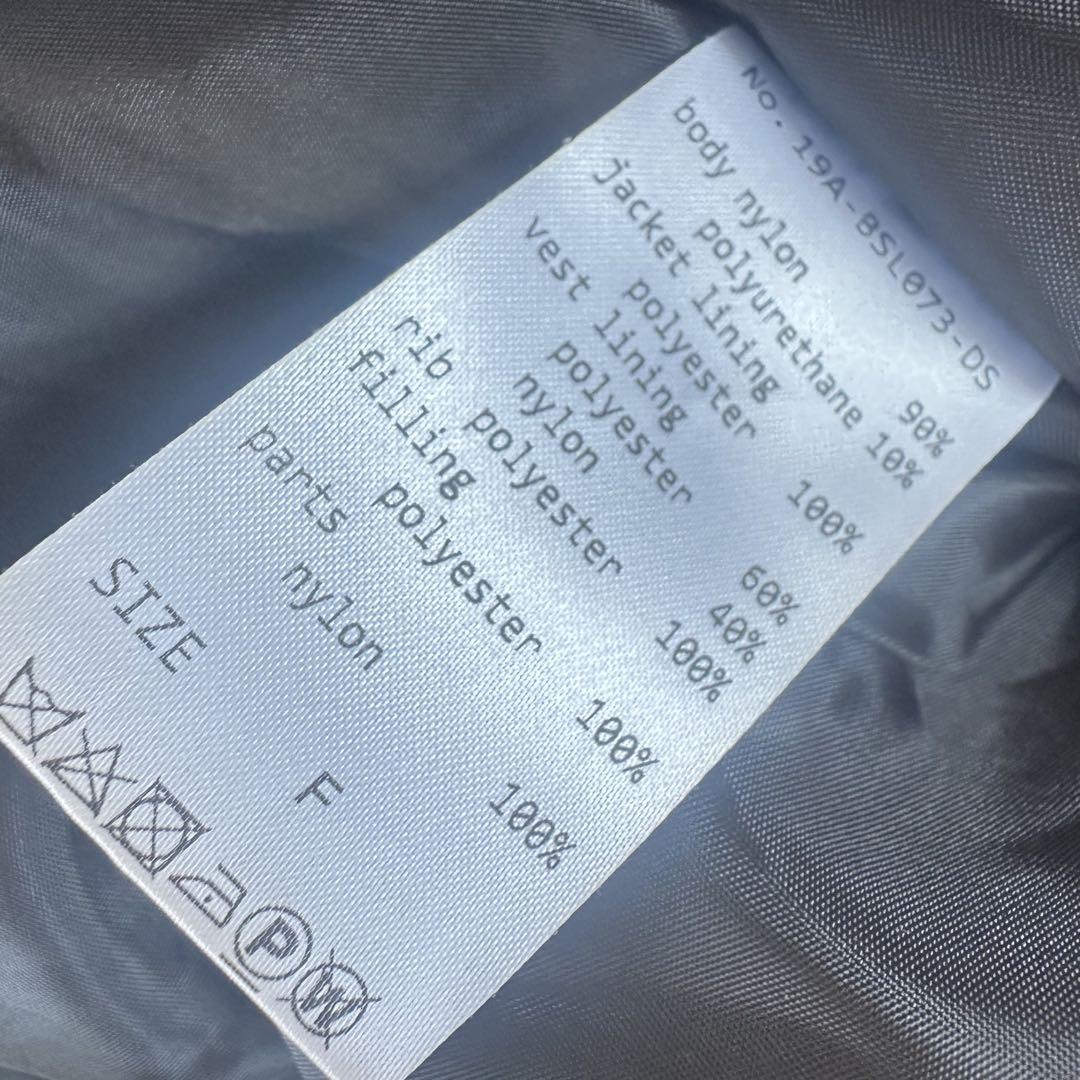 No. 19A-BSL073-DS
body nylon 90%
polyurethane 10%
jacket lining
polyester 100%
vest lining
polyester 60%
nylon 40%
rib polyester 100%
filling
polyester 100%
parts
nylon 100%
SIZE F
P W